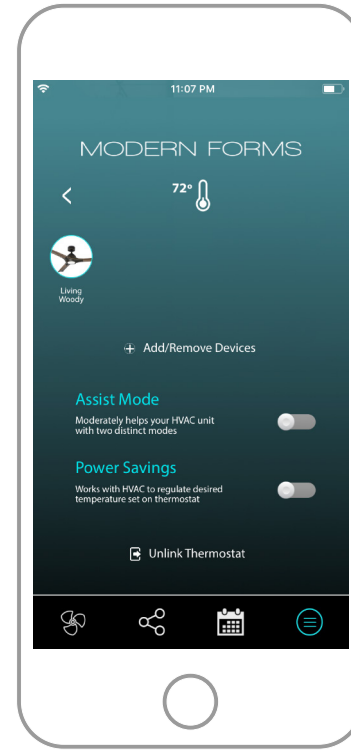 11:07 PM
MODERN FORMS
72°
Living
Woody
Add/Remove Devices
Assist Mode
Moderately helps your HVAC unit
with two distinct modes
Power Savings
Works with HVAC to regulate desired
temperature set on thermostat
Unlink Thermostat